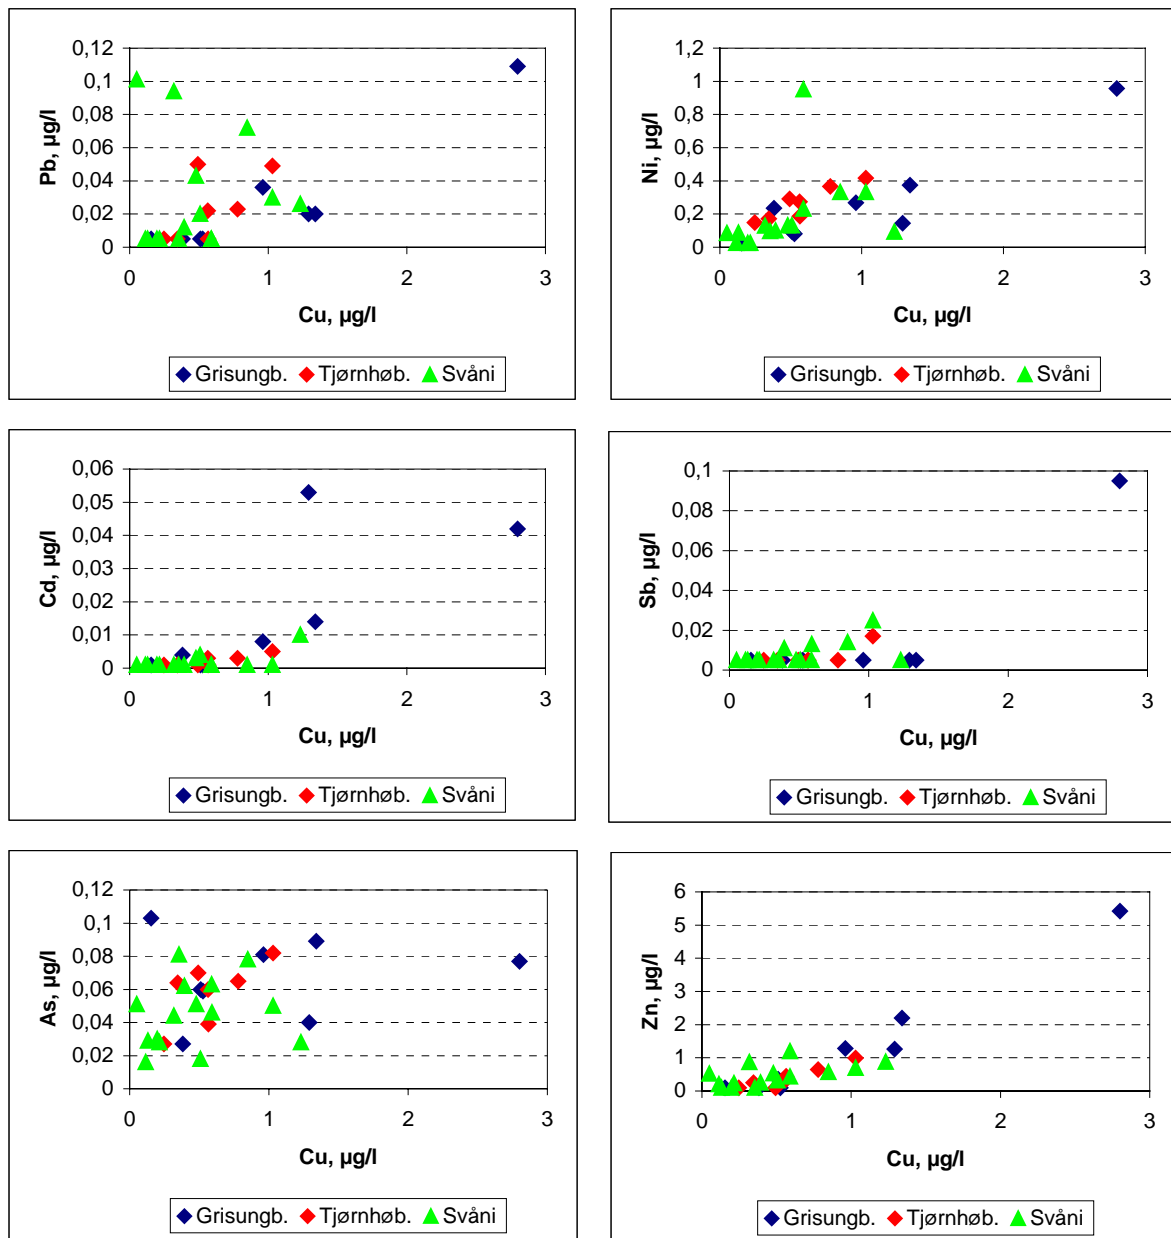 0,12
0,1
0,08
0,06
0,04
0,02
0
Pb, µg/l
0 1 2 3
Cu, µg/l
Grisungb. Tjørnhøb. Svåni
1,2
1
0,8
0,6
0,4
0,2
0
Ni, µg/l
0 1 2 3
Cu, µg/l
Grisungb. Tjørnhøb. Svåni
0,06
0,05
0,04
0,03
0,02
0,01
0
Cd, µg/l
0 1 2 3
Cu, µg/l
Grisungb. Tjørnhøb. Svåni
0,1
0,08
0,06
0,04
0,02
0
Sb, µg/l
0 1 2 3
Cu, µg/l
Grisungb. Tjørnhøb. Svåni
0,12
0,1
0,08
0,06
0,04
0,02
0
As, µg/l
0 1 2 3
Cu, µg/l
Grisungb. Tjørnhøb. Svåni
6
5
4
3
2
1
0
Zn, µg/l
0 1 2 3
Cu, µg/l
Grisungb. Tjørnhøb. Svåni